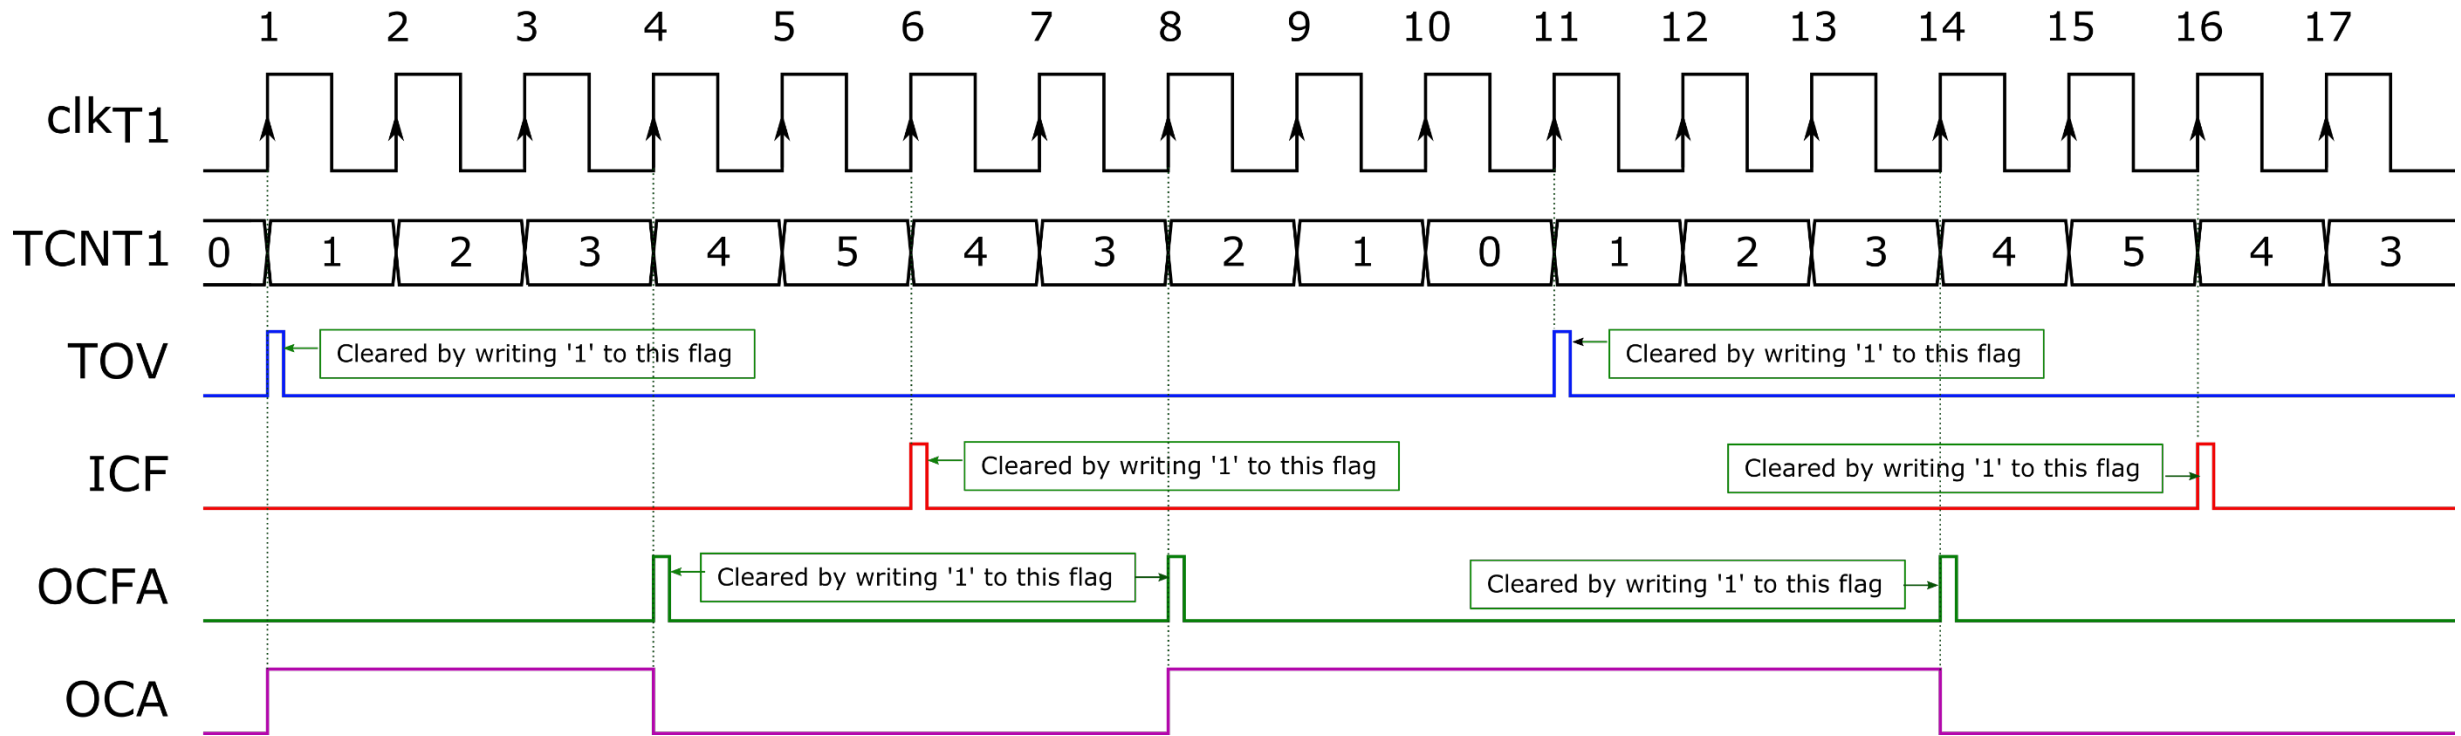 1 2 3 4 5 6 7 8 9 10 11 12 13 14 15 16 17
clkT1
TCNT1 0 1 2 3 4 5 4 3 2 1 0 1 2 3 4 5 4 3
TOV Cleared by writing '1' to this flag Cleared by writing '1' to this flag
ICF Cleared by writing '1' to this flag Cleared by writing '1' to this flag
OCFA Cleared by writing '1' to this flag Cleared by writing '1' to this flag
OCA